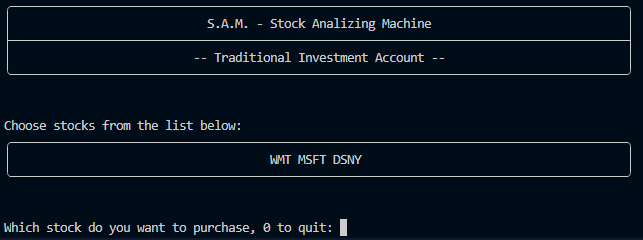 S.A.M. - Stock Analizing Machine
-- Traditional Investment Account --
Choose stocks from the list below:
WMT MSFT DSNY
Which stock do you want to purchase, 0 to quit: